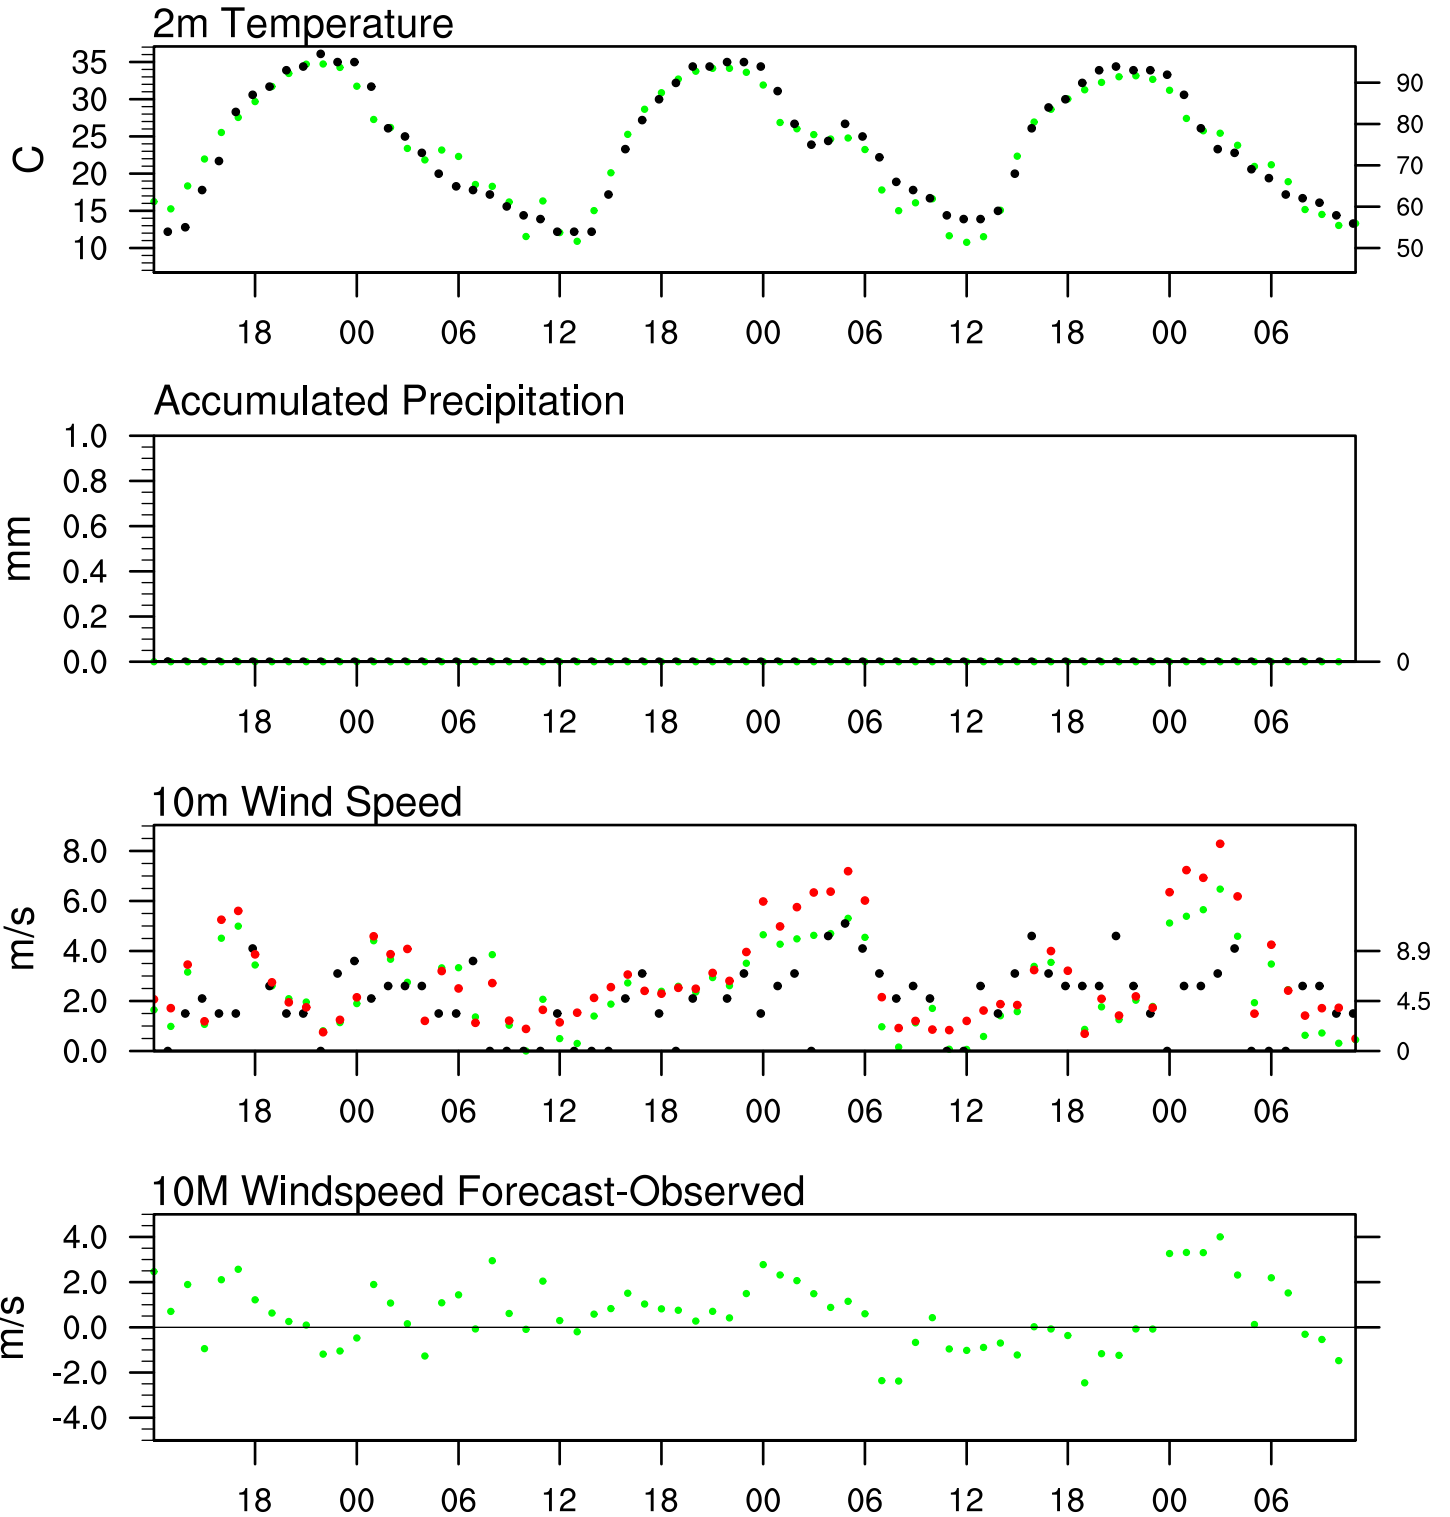 2m Temperature
35
30
25
20
15
10
C
90
80
70
60
50
18 00 06 12 18 00 06 12 18 00 06
Accumulated Precipitation
1.0
0.8
0.6
0.4
0.2
0.0
mm
0
18 00 06 12 18 00 06 12 18 00 06
10m Wind Speed
8.0
6.0
4.0
2.0
0.0
m/s
8.9
4.5
0
18 00 06 12 18 00 06 12 18 00 06
10M Windspeed Forecast-Observed
4.0
2.0
0.0
-2.0
-4.0
m/s
18 00 06 12 18 00 06 12 18 00 06